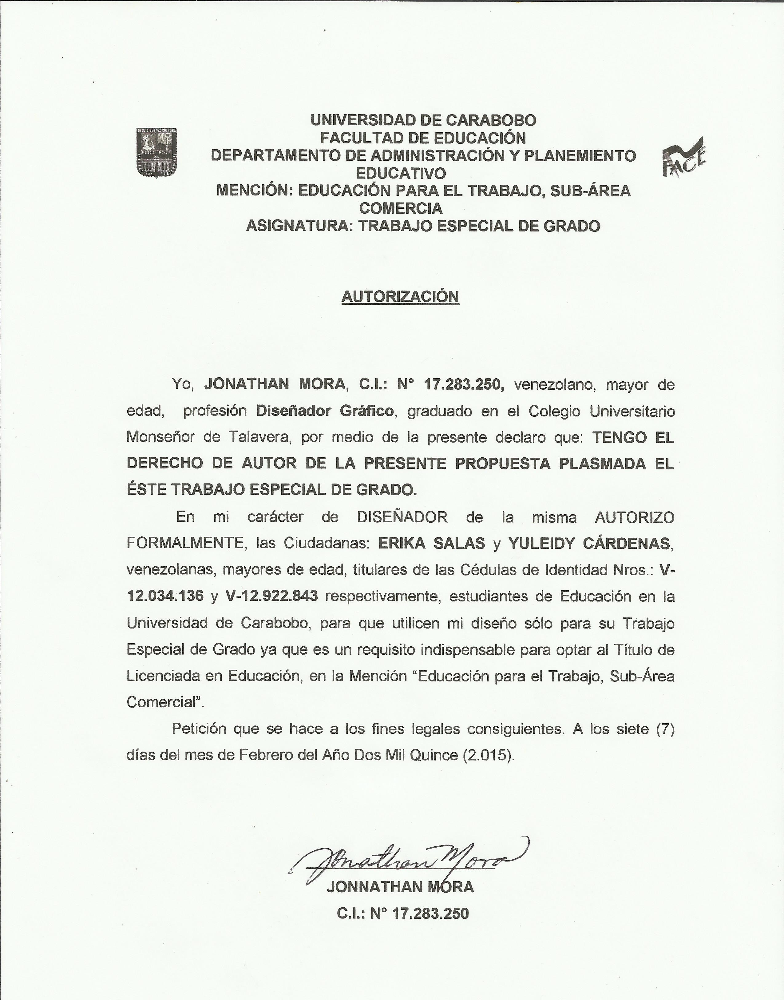 UNIVERSIDAD DE CARABOBO
FACULTAD DE EDUCACIÓN
DEPARTAMENTO DE ADMINISTRACIÓN Y PLANEMIENTO
EDUCATIVO
MENCIÓN: EDUCACIÓN PARA EL TRABAJO, SUB-ÁREA
COMERCIA
ASIGNATURA: TRABAJO ESPECIAL DE GRADO
DEUS LIBERTAS CULTURA
FACE
AUTORIZACIÓN
Yo, JONATHAN MORA, C.I.: N° 17.283.250, venezolano, mayor de
edad, profesión Diseñador Gráfico, graduado en el Colegio Universitario
Monseñor de Talavera, por medio de la presente declaro que: TENGO EL
DERECHO DE AUTOR DE LA PRESENTE PROPUESTA PLASMADA EL
ÉSTE TRABAJO ESPECIAL DE GRADO.
En mi carácter de DISEÑADOR de la misma AUTORIZO
FORMALMENTE, las Ciudadanas: ERIKA SALAS y YULEIDY CÁRDENAS,
venezolanas, mayores de edad, titulares de las Cédulas de Identidad Nros.: V-
12.034.136 y V-12.922.843 respectivamente, estudiantes de Educación en la
Universidad de Carabobo, para que utilicen mi diseño sólo para su Trabajo
Especial de Grado ya que es un requisito indispensable para optar al Título de
Licenciada en Educación, en la Mención “Educación para el Trabajo, Sub-Área
Comercial”.
Petición que se hace a los fines legales consiguientes. A los siete (7)
días del mes de Febrero del Año Dos Mil Quince (2.015).
Jonathan Mora
JONNATHAN MORA
C.I.: N° 17.283.250